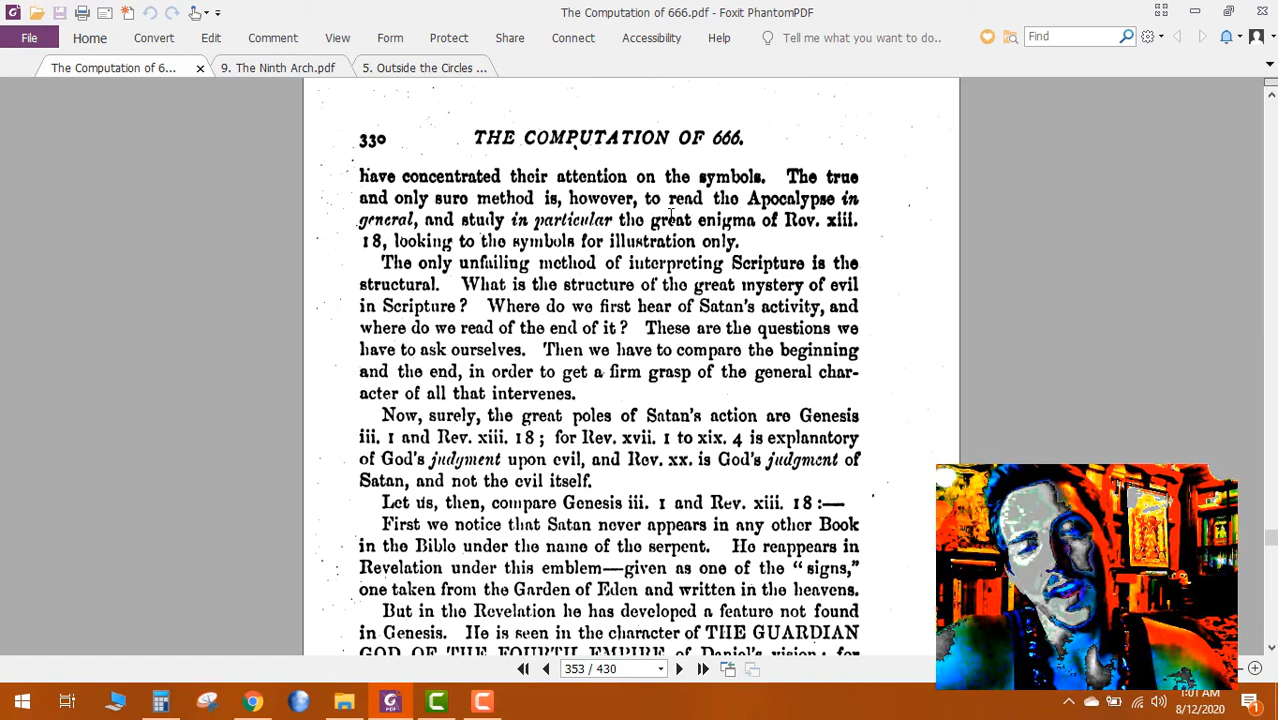 The Computation of 666.pdf - Foxit PhantomPDF
File Home Convert Edit Comment View Form Protect Share Connect Accessibility Help Tell me what you want to do.. Find
The Computation of 6... 9. The Ninth Arch.pdf 5. Outside the Circles ...
330 THE COMPUTATION OF 666.
have concentrated their attention on the symbols. The true
and only sure method is, however, to read the Apocalypse in
general, and study in particular the great enigma of Rev. xiii.
18, looking to the symbols for illustration only.
The only unfailing method of interpreting Scripture is the
structural. What is the structure of the great mystery of evil
in Scripture? Where do we first hear of Satan's activity, and
where do we read of the end of it? These are the questions we
have to ask ourselves. Then we have to compare the beginning
and the end, in order to get a firm grasp of the general char-
acter of all that intervenes.
Now, surely, the great poles of Satan's action are Genesis
iii. 1 and Rev. xiii. 18; for Rev. xvii. 1 to xix. 4 is explanatory
of God's judgment upon evil, and Rev. xx. is God's judgment of
Satan, and not the evil itself.
Let us, then, compare Genesis iii. 1 and Rev. xiii. 18:—
First we notice that Satan never appears in any other Book
in the Bible under the name of the serpent. He reappears in
Revelation under this emblem—given as one of the "signs,"
one taken from the Garden of Eden and written in the heavens.
But in the Revelation he has developed a feature not found
in Genesis. He is seen in the character of THE GUARDIAN
GOD OF THE FOURTH EMPIRE of Daniel's vision; for
353 / 430
1:01 AM
8/12/2020